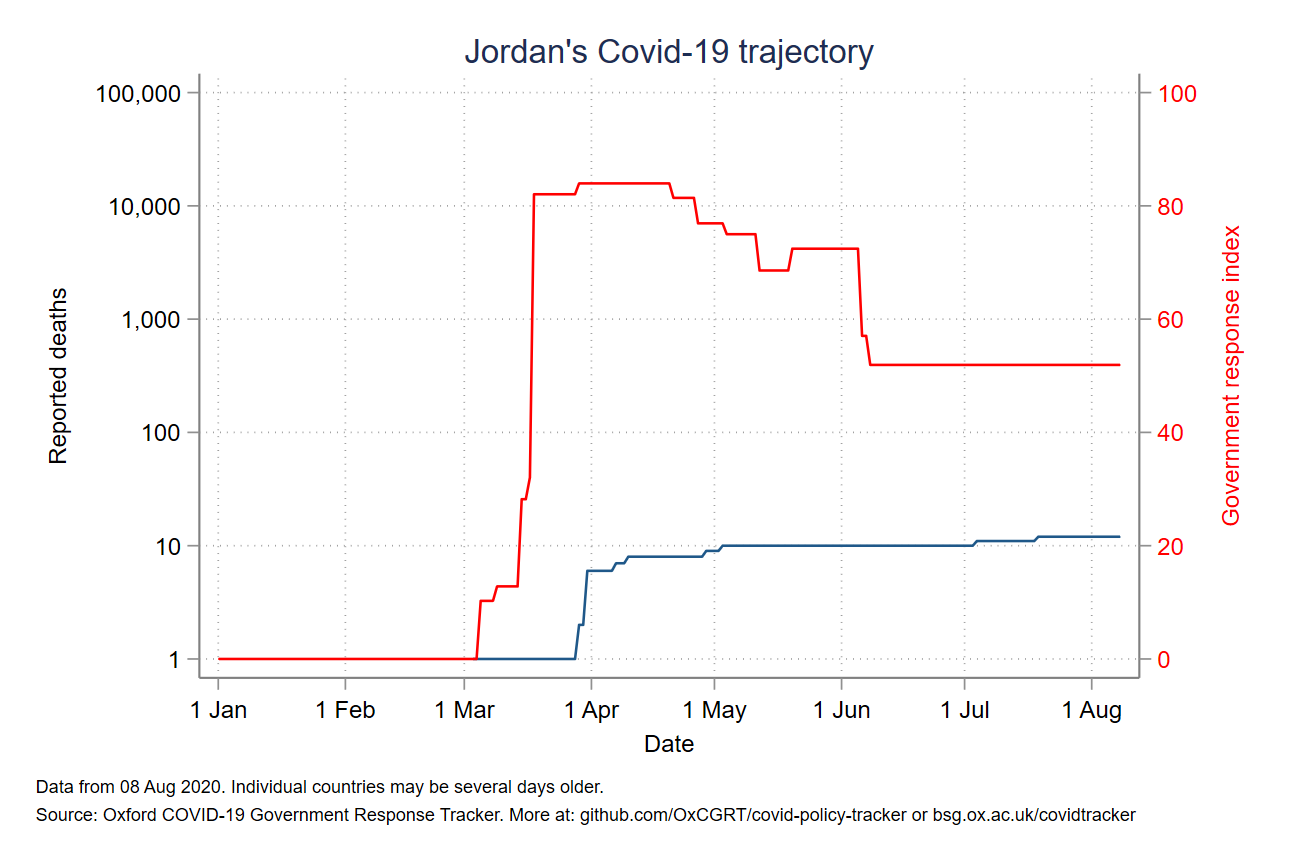 Jordan's Covid-19 trajectory
100,000
10,000
1,000
100
10
1
Reported deaths
100
80
60
40
20
0
Government response index
1 Jan 1 Feb 1 Mar 1 Apr 1 May 1 Jun 1 Jul 1 Aug
Date
Data from 08 Aug 2020. Individual countries may be several days older.
Source: Oxford COVID-19 Government Response Tracker. More at: github.com/OxCGRT/covid-policy-tracker or bsg.ox.ac.uk/covidtracker